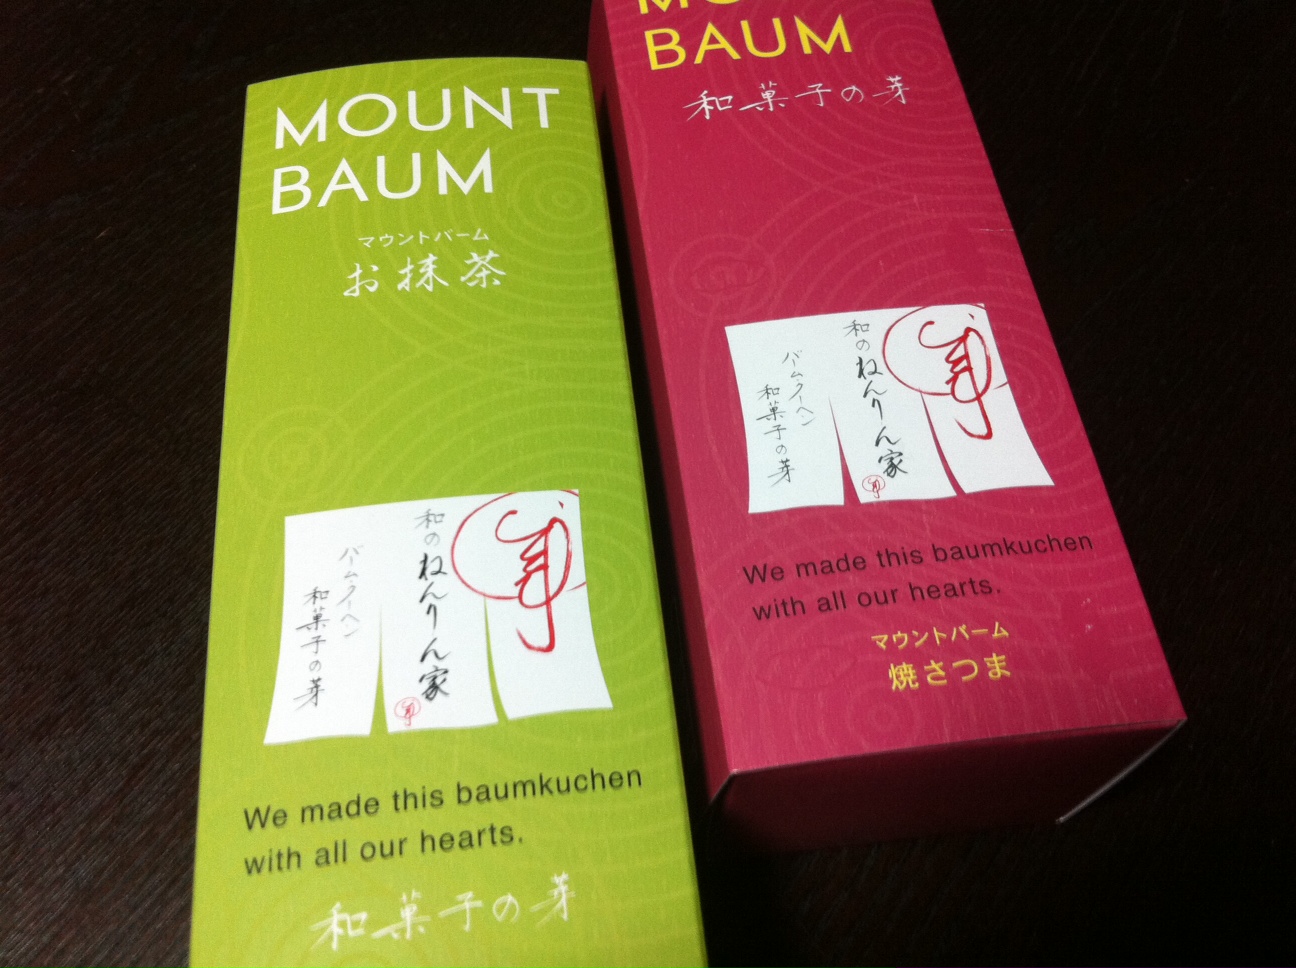 MOUNT
BAUM
マウントバーム
お抹茶
和の
ねんりん家
バームクーヘン
和菓子の芽
芽
We made this baumkuchen
with all our hearts.
和菓子の芽
BAUM
和菓子の芽
和の
ねんりん家
バームクーヘン
和菓子の芽
芽
We made this baumkuchen
with all our hearts.
マウントバーム
焼さつま